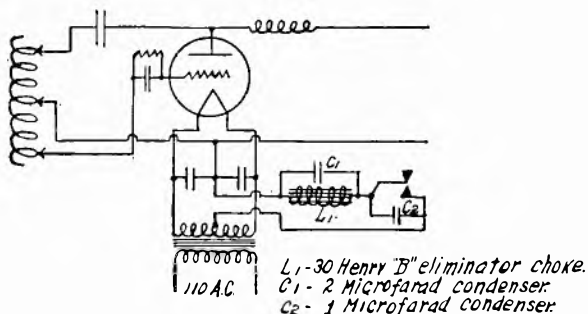 C1
L1-
C2
110 A.C.
L1-30 Henry "B" eliminator choke.
C1- 2 Microfarad condenser.
C2- 1 Microfarad condenser.